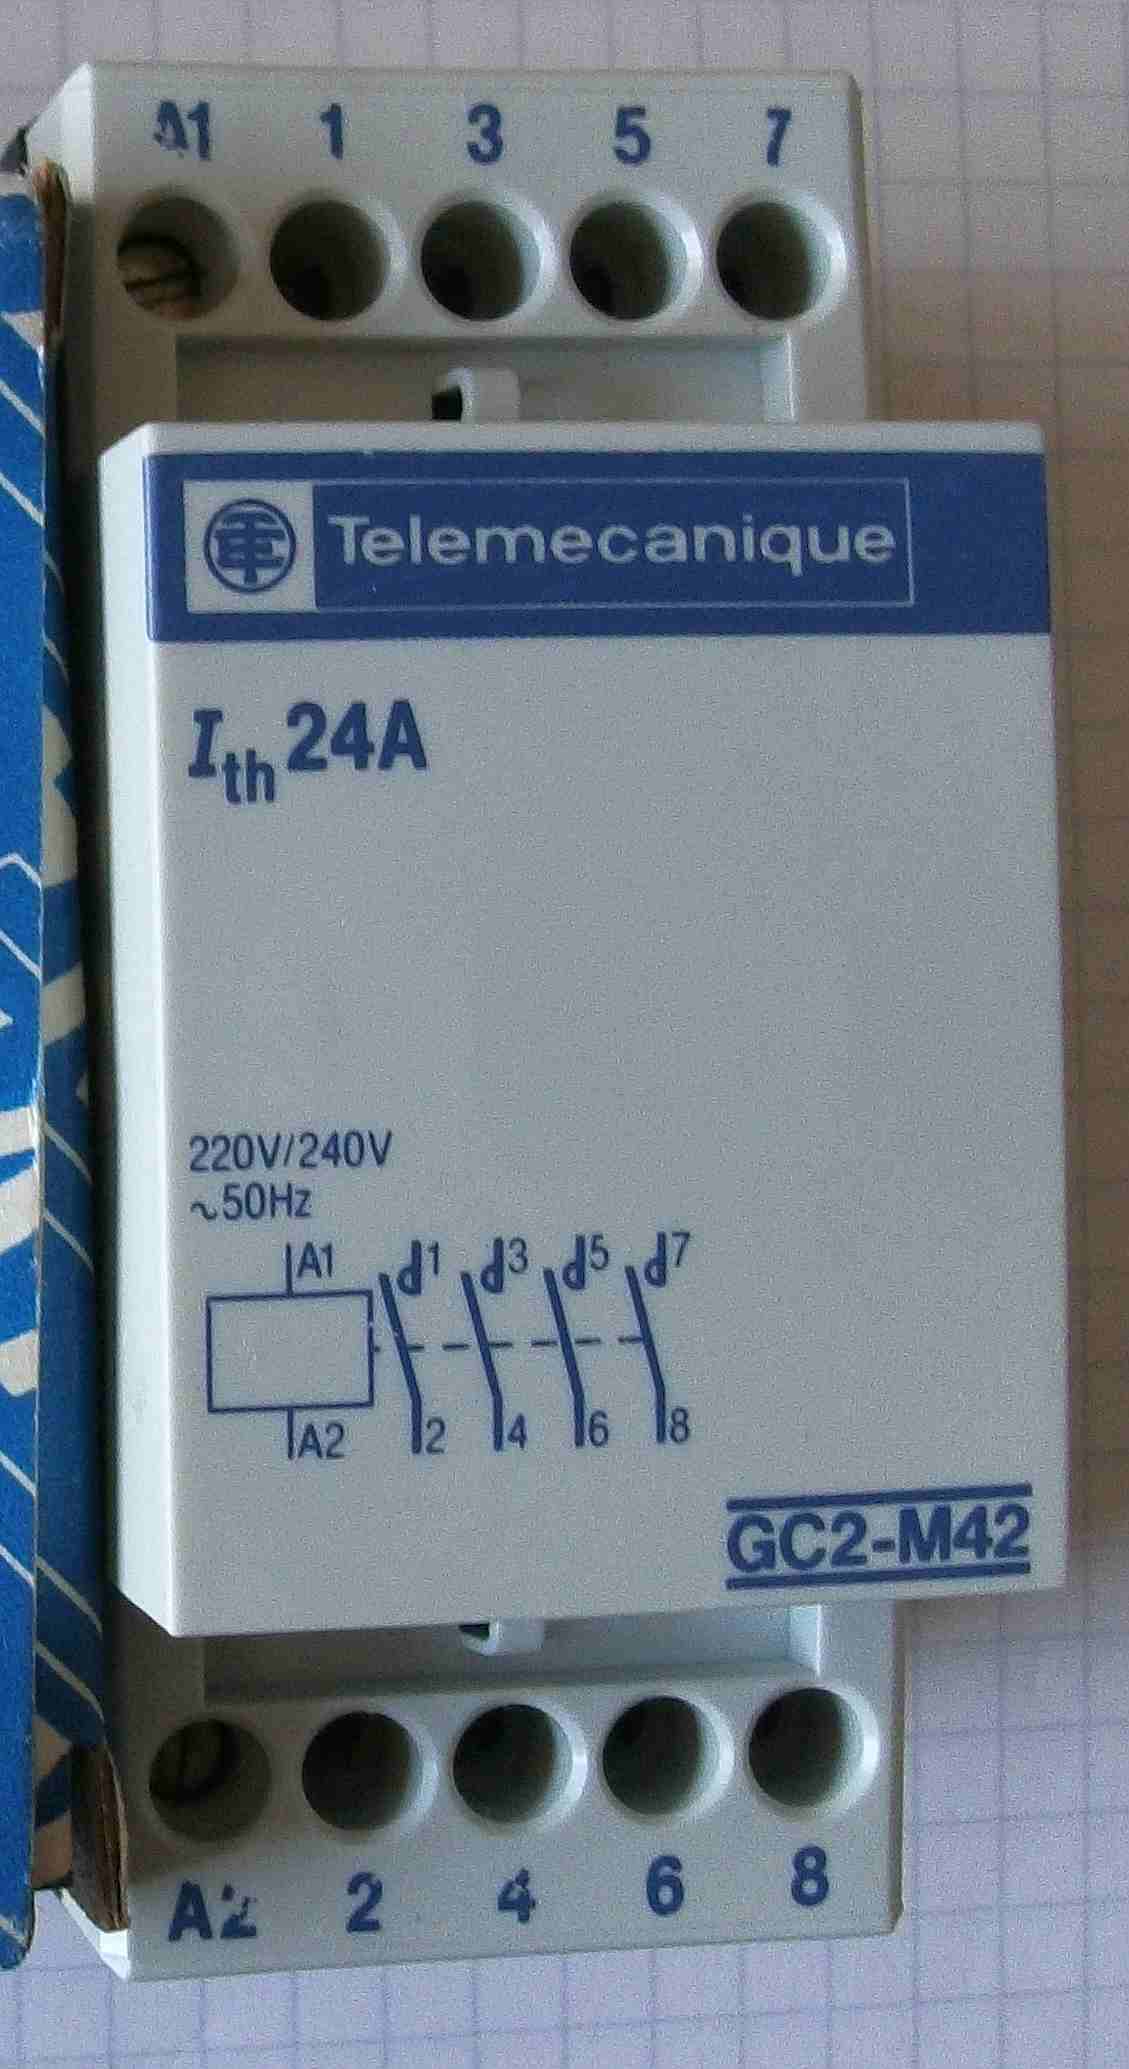 A1 1 3 5 7
Telemecanique
Ith 24A
220V/240V
~50Hz
A1 1 3 5 7
A2 2 4 6 8
GC2-M42
A2 2 4 6 8